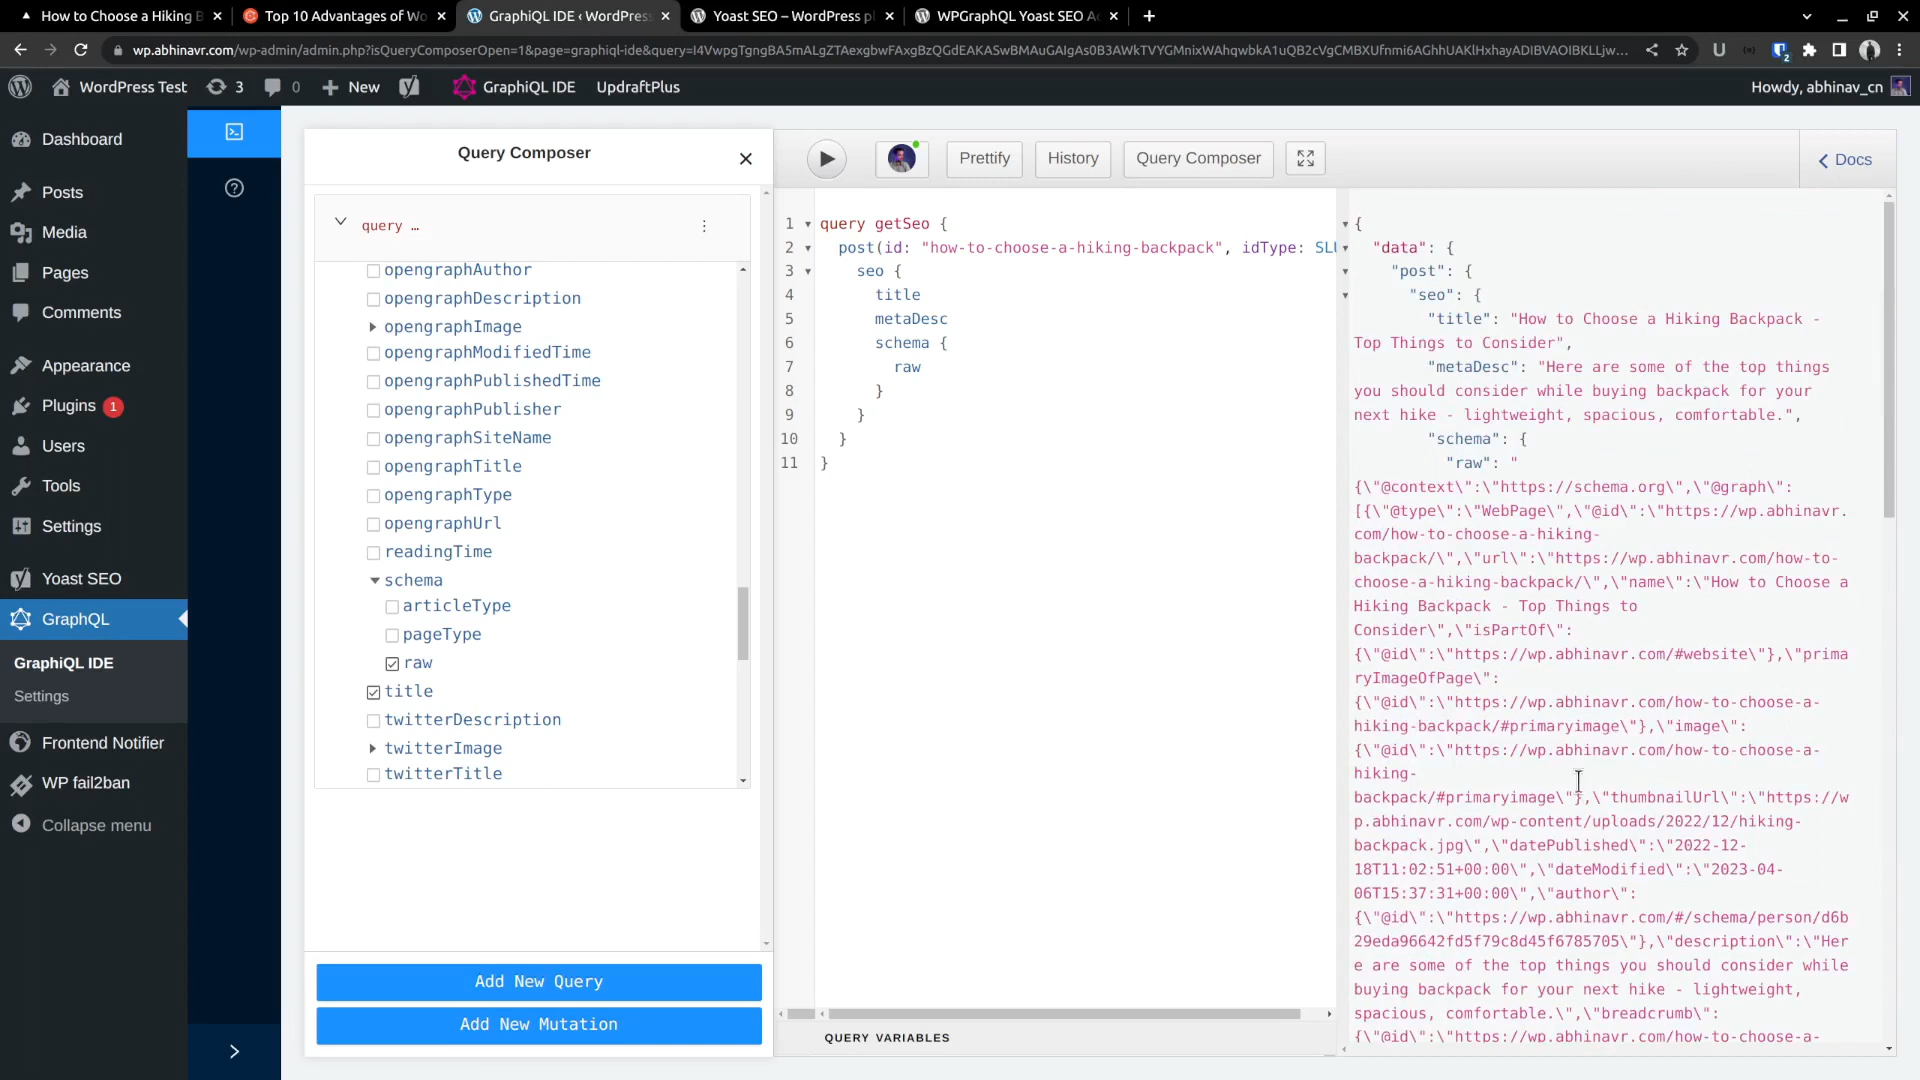 How to Choose a Hiking B
Top 10 Advantages of Wo
GraphiQL IDE ‹ WordPress
Yoast SEO – WordPress pl
WPGraphQL Yoast SEO A
wp.abhinavr.com/wp-admin/admin.php?isQueryComposerOpen=1&page=graphiql-ide&query=
WordPress Test
3
0
New
GraphiQL IDE
UpdraftPlus
Howdy, abhinav_cn
Dashboard
Posts
Media
Pages
Comments
Appearance
Plugins 1
Users
Tools
Settings
Yoast SEO
GraphQL
GraphiQL IDE
Settings
Frontend Notifier
WP fail2ban
Collapse menu
Query Composer
query …
opengraphAuthor
opengraphDescription
opengraphImage
opengraphModifiedTime
opengraphPublishedTime
opengraphPublisher
opengraphSiteName
opengraphTitle
opengraphType
opengraphUrl
readingTime
schema
articleType
pageType
raw
title
twitterDescription
twitterImage
twitterTitle
Add New Query
Add New Mutation
Prettify
History
Query Composer
Docs
1 query getSeo {
2 post(id: "how-to-choose-a-hiking-backpack", idType: SLU
3 seo {
4 title
5 metaDesc
6 schema {
7 raw
8 }
9 }
10 }
11 }
QUERY VARIABLES
{
"data": {
"post": {
"seo": {
"title": "How to Choose a Hiking Backpack -
Top Things to Consider",
"metaDesc": "Here are some of the top things
you should consider while buying backpack for your
next hike - lightweight, spacious, comfortable.",
"schema": {
"raw": "
{\"@context\":\"https://schema.org\",\"@graph\":
[{\"@type\":\"WebPage\",\"@id\":\"https://wp.abhinavr.
com/how-to-choose-a-hiking-
backpack/\",\"url\":\"https://wp.abhinavr.com/how-to-
choose-a-hiking-backpack/\",\"name\":\"How to Choose a
Hiking Backpack - Top Things to
Consider\",\"isPartOf\":
{\"@id\":\"https://wp.abhinavr.com/#website\"},\"prima
ryImageOfPage\":
{\"@id\":\"https://wp.abhinavr.com/how-to-choose-a-
hiking-backpack/#primaryimage\"},\"image\":
{\"@id\":\"https://wp.abhinavr.com/how-to-choose-a-
hiking-
backpack/#primaryimage\"},\"thumbnailUrl\":\"https://w
p.abhinavr.com/wp-content/uploads/2022/12/hiking-
backpack.jpg\",\"datePublished\":\"2022-12-
18T11:02:51+00:00\",\"dateModified\":\"2023-04-
06T15:37:31+00:00\",\"author\":
{\"@id\":\"https://wp.abhinavr.com/#/schema/person/d6b
29eda96642fd5f79c8d45f6785705\"},\"description\":\"Her
e are some of the top things you should consider while
buying backpack for your next hike - lightweight,
spacious, comfortable.\",\"breadcrumb\":
{\"@id\":\"https://wp.abhinavr.com/how-to-choose-a-